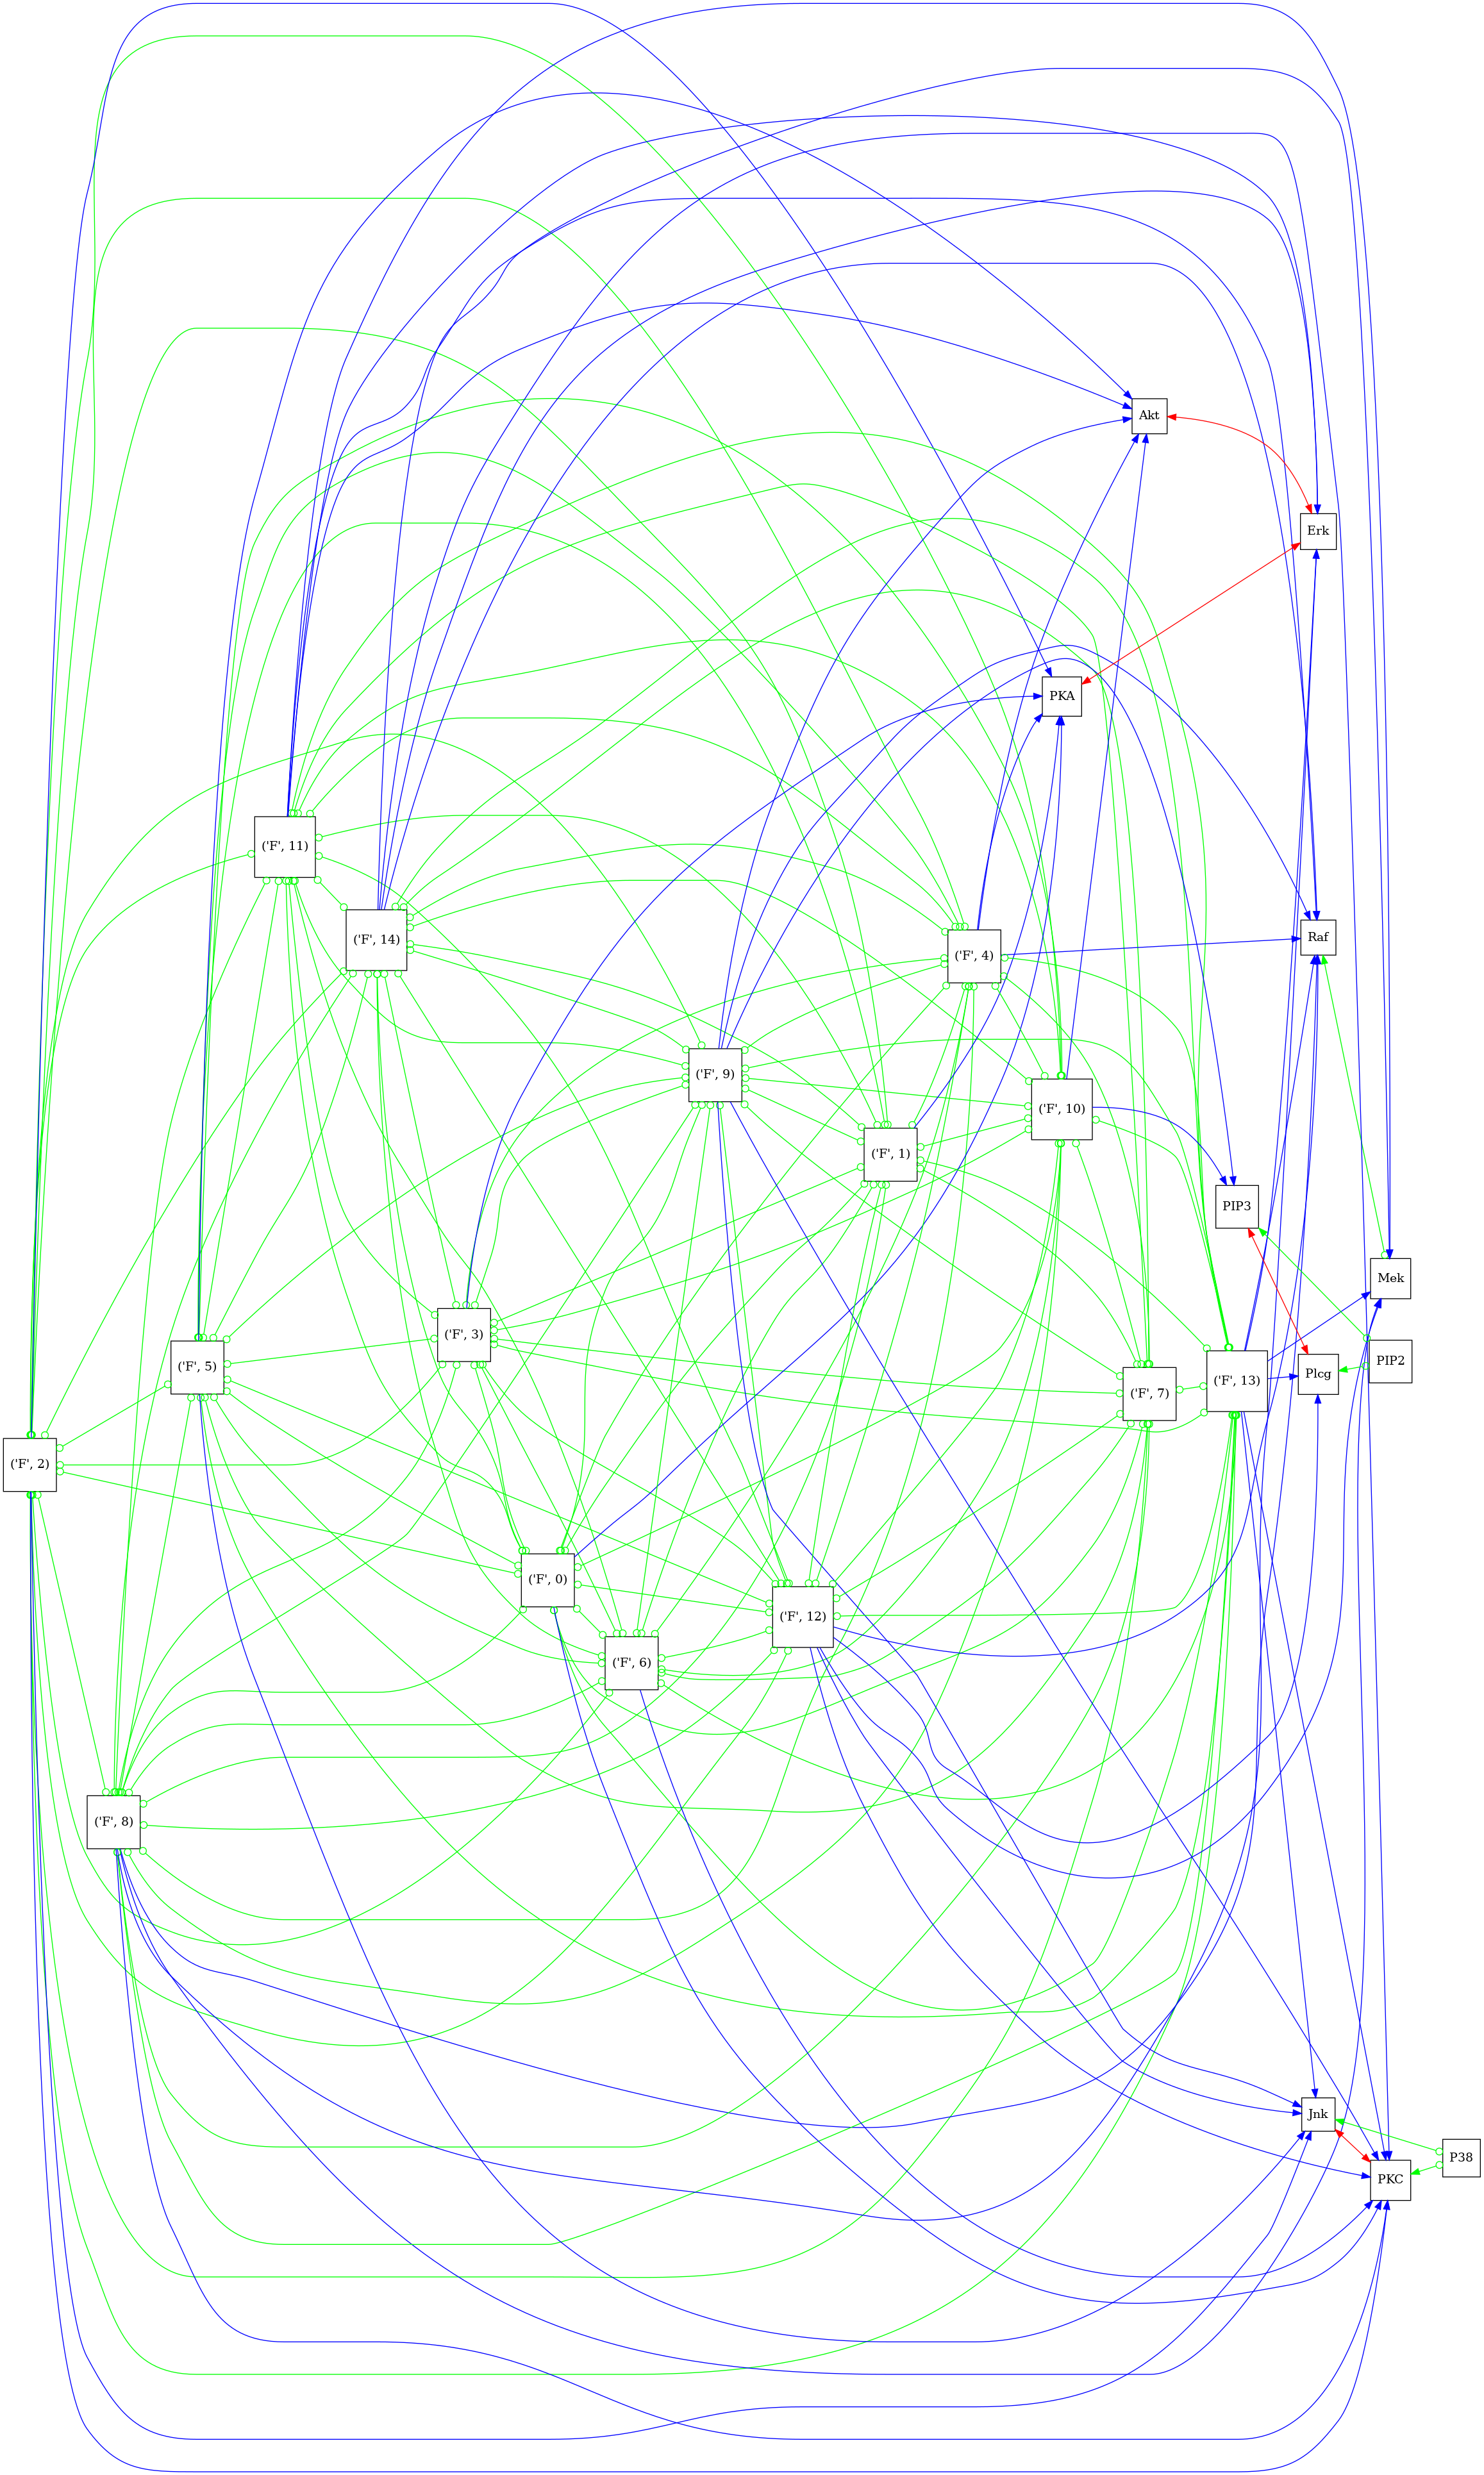 Akt
Erk
PKA
('F', 11)
('F', 14)
Raf
('F', 4)
('F', 9)
('F', 10)
('F', 1)
PIP3
Mek
('F', 3)
PIP2
('F', 5)
Plcg
('F', 13)
('F', 7)
('F', 2)
('F', 0)
('F', 12)
('F', 6)
('F', 8)
Jnk
P38
PKC